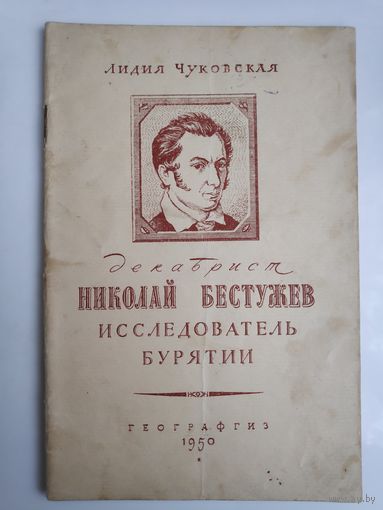 Лидия Чуковская
декабрист
НИКОЛАЙ БЕСТУЖЕВ
ИССЛЕДОВАТЕЛЬ
БУРЯТИИ
ГЕОГРАФГИЗ
1950